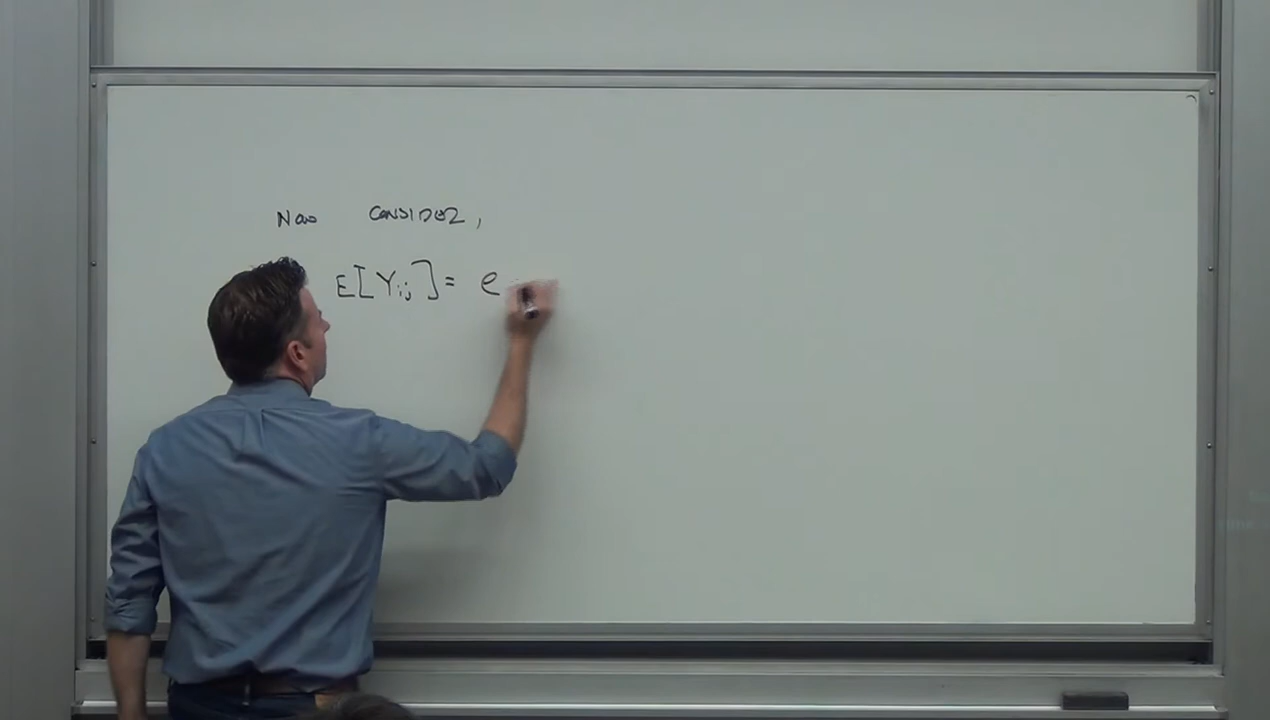 Now CONSIDER,
E[Yij] = e